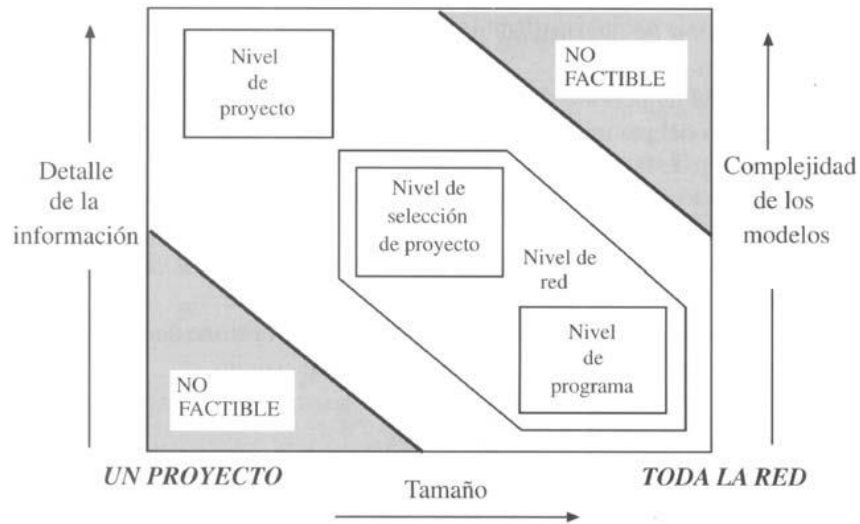 Nivel
de
proyecto
NO
FACTIBLE
Detalle
de la
información
Nivel de
selección
de proyecto
Nivel de
red
Nivel
de
programa
Complejidad
de los
modelos
NO
FACTIBLE
UN PROYECTO
Tamaño
TODA LA RED